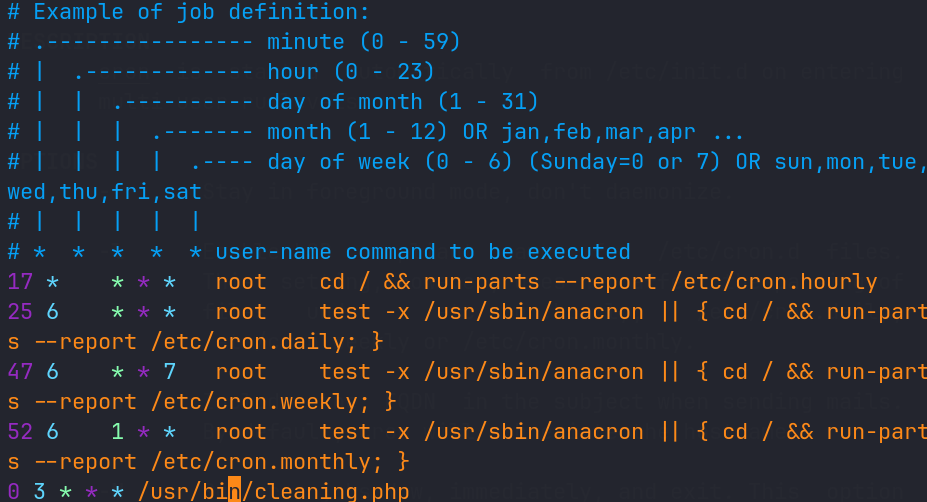 # Example of job definition:
# .---------------- minute (0 - 59)
# |  .------------- hour (0 - 23)
# |  |  .---------- day of month (1 - 31)
# |  |  |  .------- month (1 - 12) OR jan,feb,mar,apr ...
# |  |  |  |  .---- day of week (0 - 6) (Sunday=0 or 7) OR sun,mon,tue,
wed,thu,fri,sat
# |  |  |  |  |
# *  *  *  *  * user-name command to be executed
17 *    * * *   root    cd / && run-parts --report /etc/cron.hourly
25 6    * * *   root    test -x /usr/sbin/anacron || { cd / && run-part
s --report /etc/cron.daily; }
47 6    * * 7   root    test -x /usr/sbin/anacron || { cd / && run-part
s --report /etc/cron.weekly; }
52 6    1 * *   root    test -x /usr/sbin/anacron || { cd / && run-part
s --report /etc/cron.monthly; }
0 3 * * * /usr/bin/cleaning.php